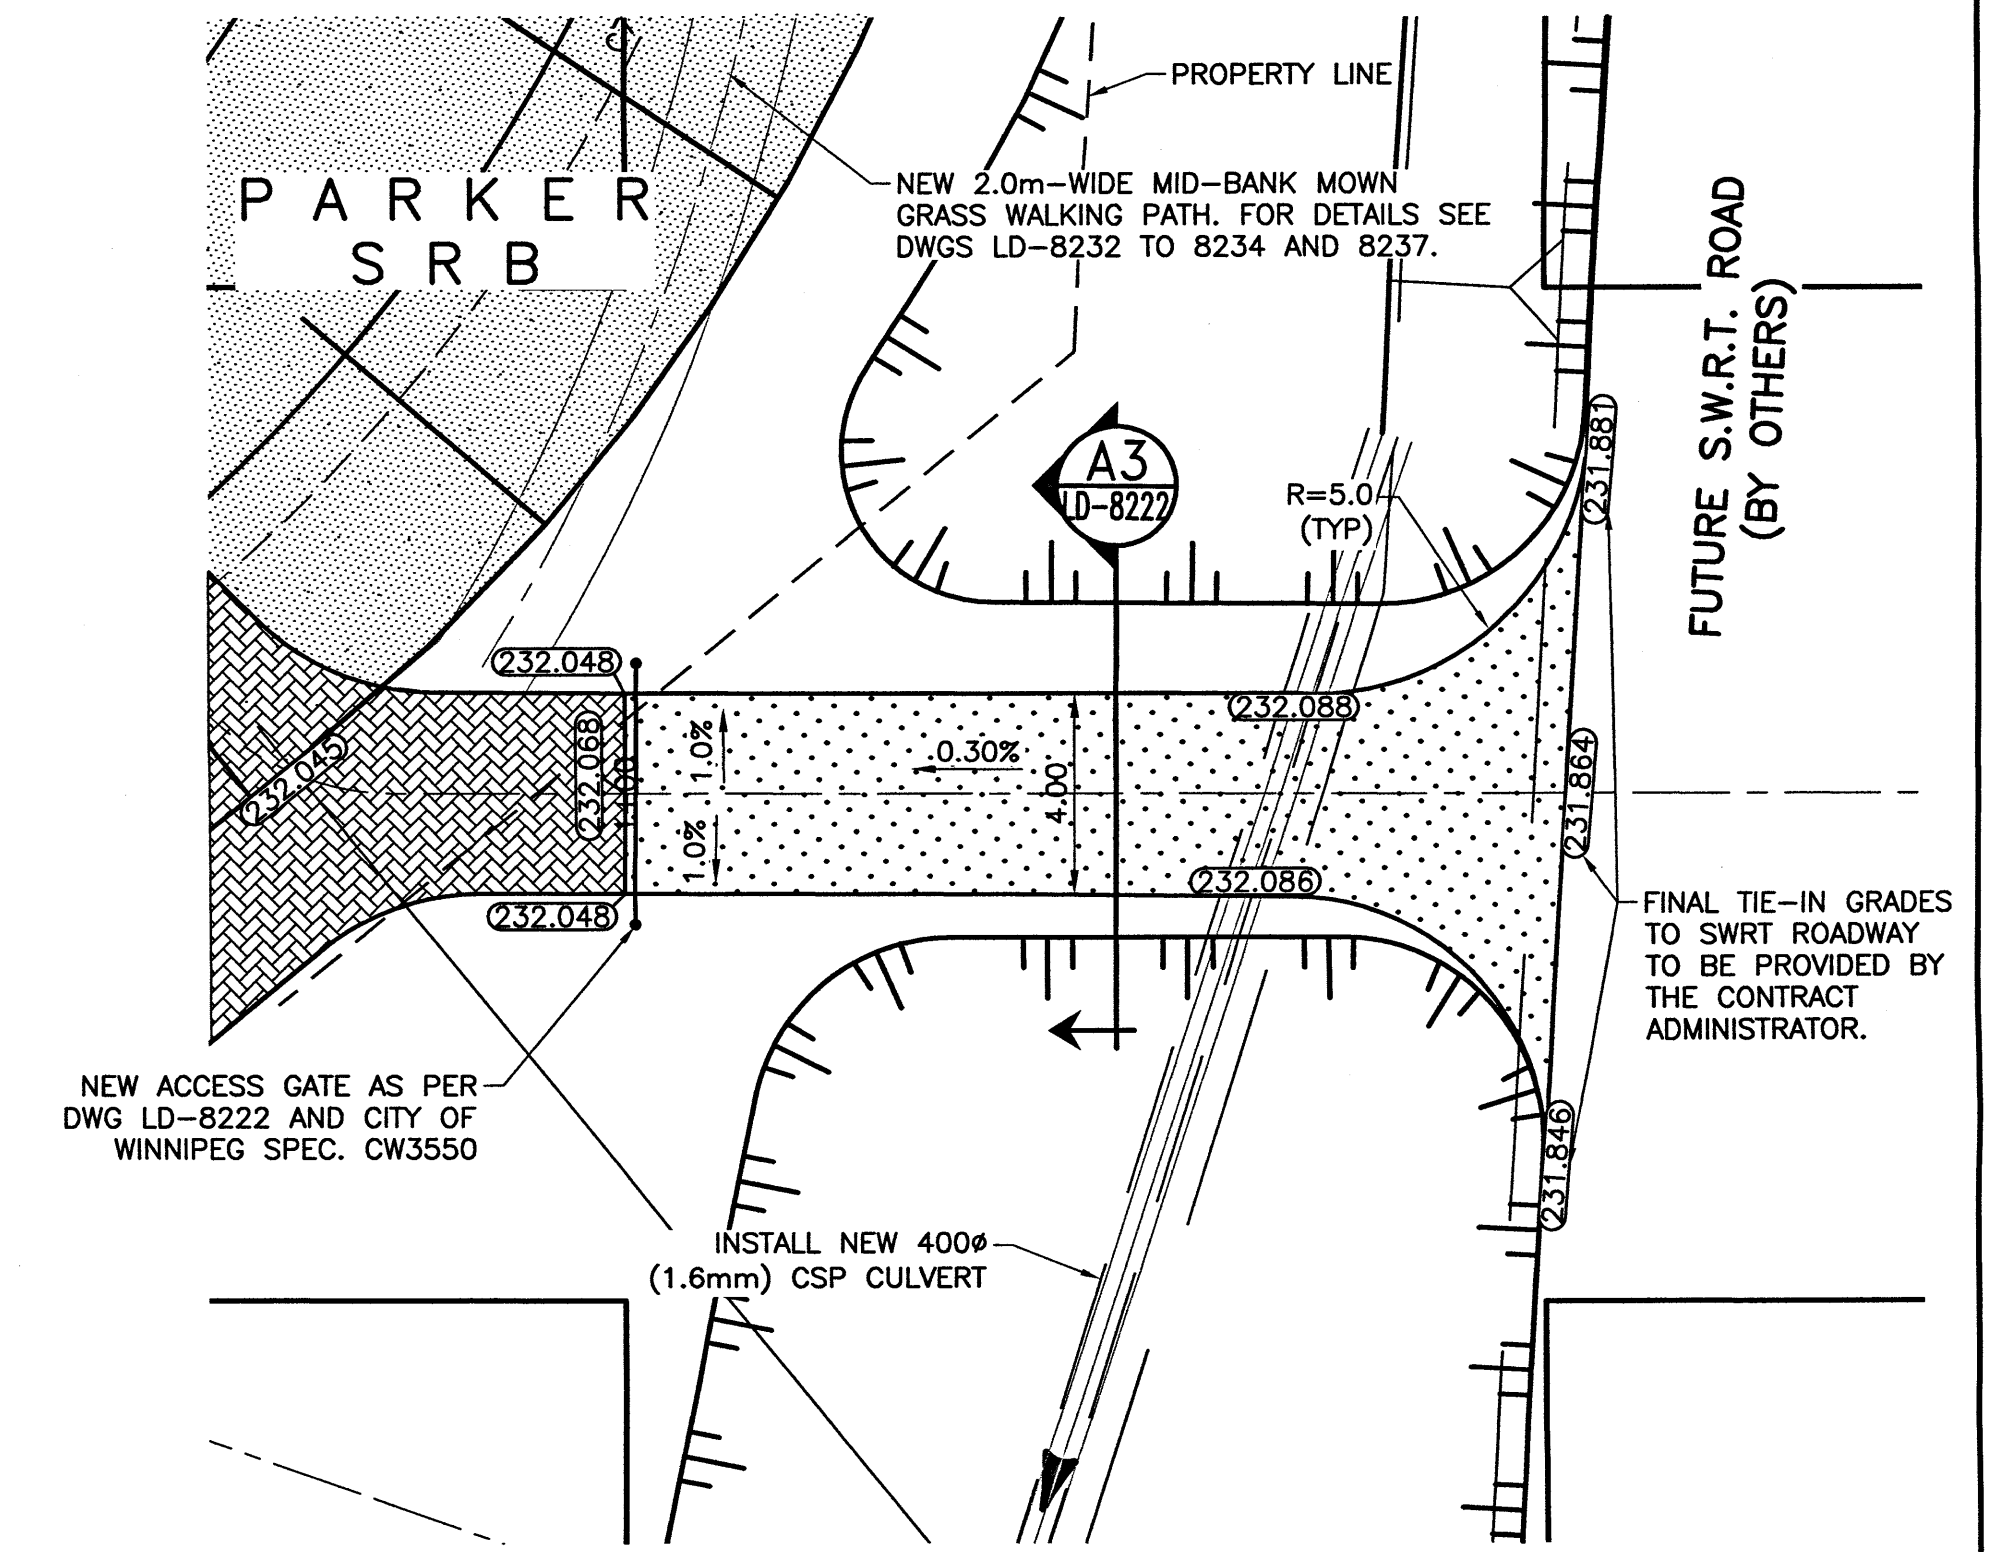 PROPERTY LINE
PARKER
SRB
NEW 2.0m-WIDE MID-BANK MOWN
GRASS WALKING PATH. FOR DETAILS SEE
DWGS LD-8232 TO 8234 AND 8237.
FUTURE S.W.R.T. ROAD
(BY OTHERS)
A3
LD-8222
R=5.0
(TYP)
231.881
232.048
232.088
232.068
232.045
1.0%
0.30%
4.00
231.864
1.0%
232.086
232.048
FINAL TIE-IN GRADES
TO SWRT ROADWAY
TO BE PROVIDED BY
THE CONTRACT
ADMINISTRATOR.
NEW ACCESS GATE AS PER
DWG LD-8222 AND CITY OF
WINNIPEG SPEC. CW3550
231.846
INSTALL NEW 400ø
(1.6mm) CSP CULVERT